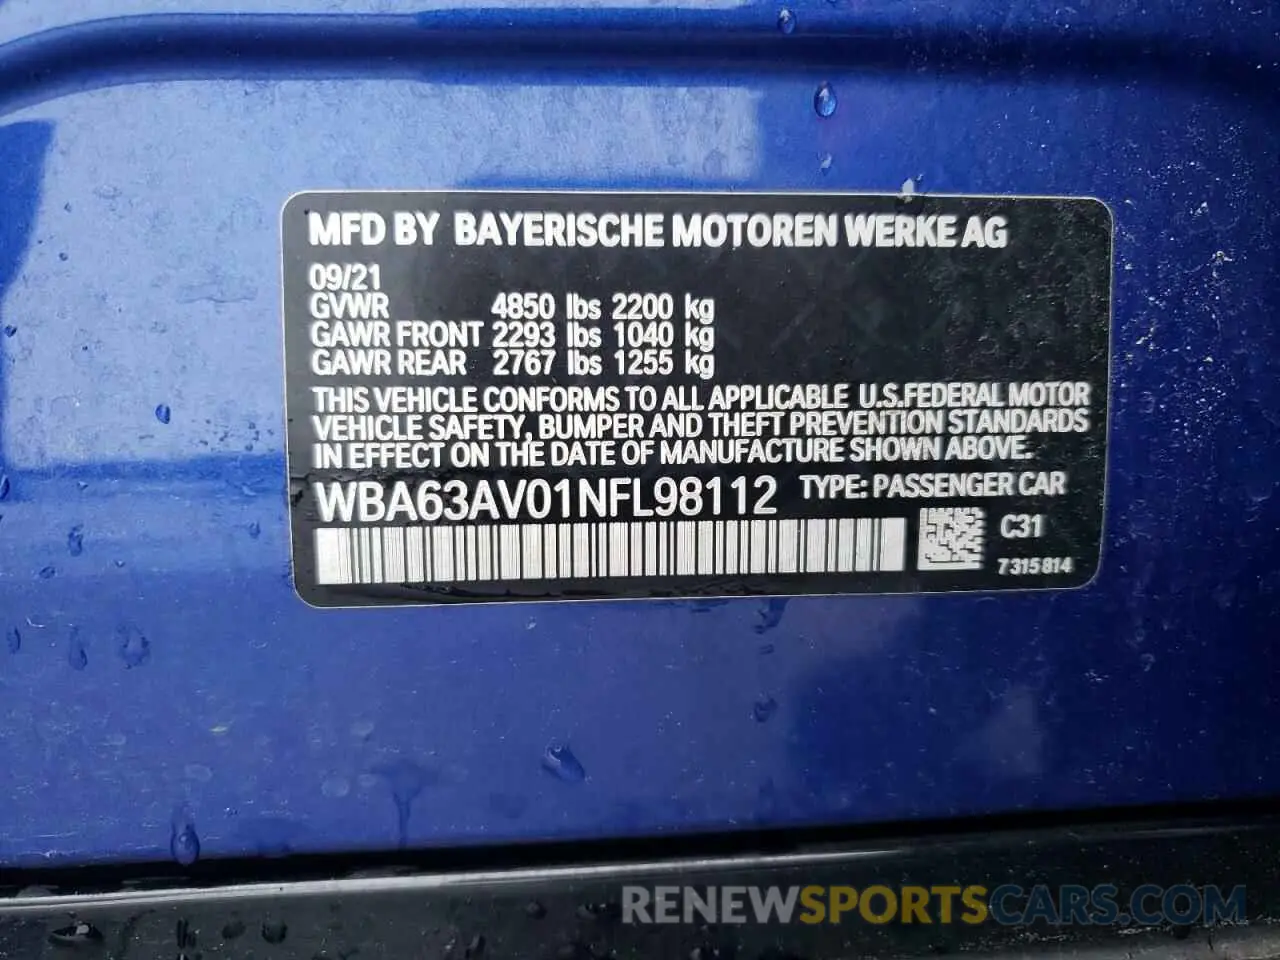 MFD BY BAYERISCHE MOTOREN WERKE AG
09/21
GVWR 4850 lbs 2200 kg
GAWR FRONT 2293 lbs 1040 kg
GAWR REAR 2767 lbs 1255 kg
THIS VEHICLE CONFORMS TO ALL APPLICABLE U.S.FEDERAL MOTOR
VEHICLE SAFETY, BUMPER AND THEFT PREVENTION STANDARDS
IN EFFECT ON THE DATE OF MANUFACTURE SHOWN ABOVE.
WBA63AV01NFL98112 TYPE: PASSENGER CAR
C31
7315814
RENEWSPORTSCARS.COM